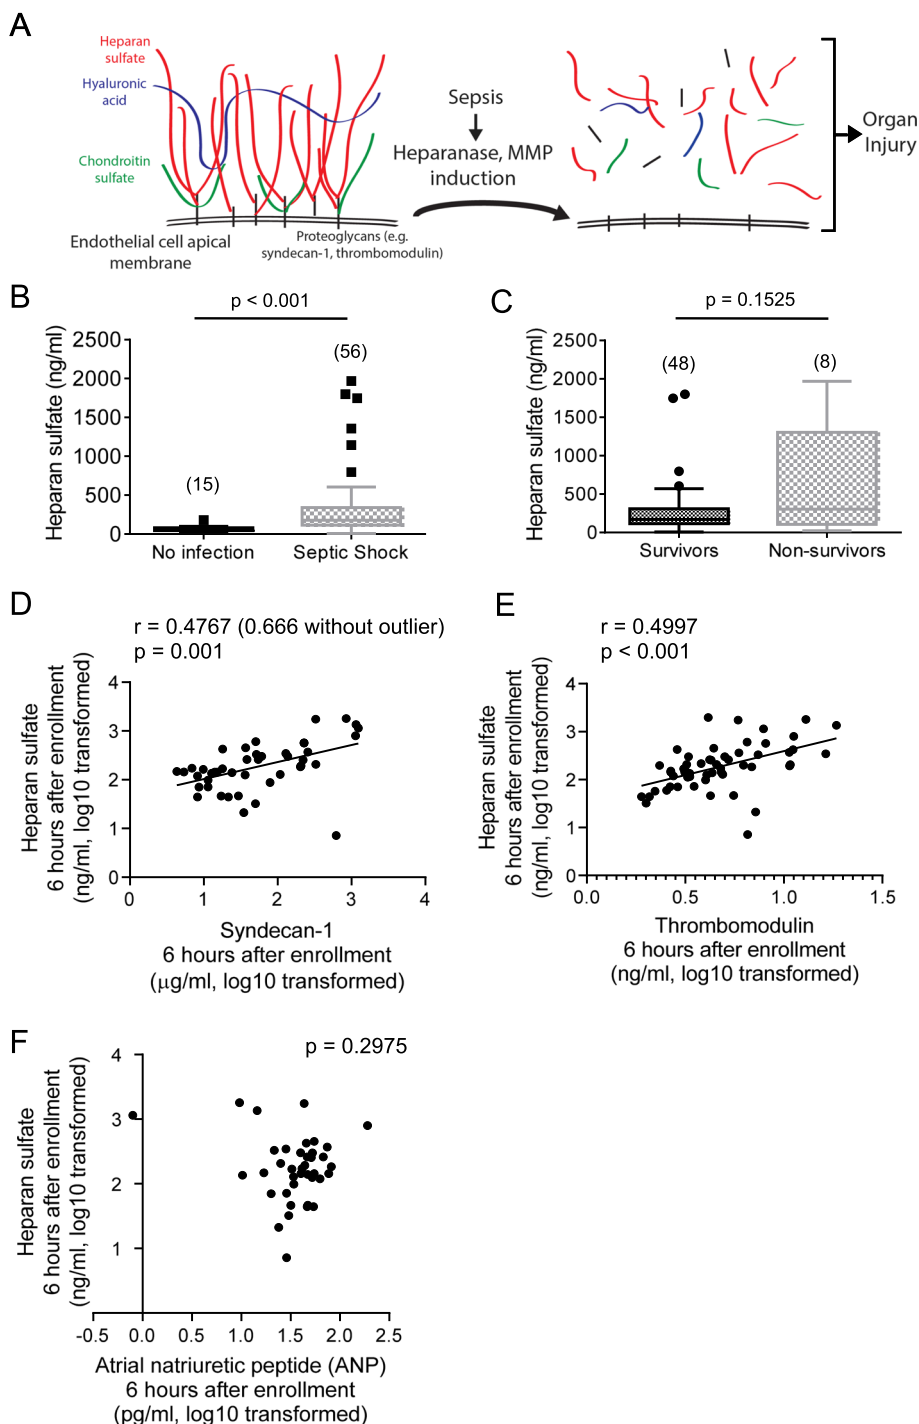 A
Heparan
sulfate
Hyaluronic
acid
Chondroitin
sulfate
Endothelial cell apical
membrane
Proteoglycans (e.g.
syndecan-1, thrombomodulin)
Sepsis
Heparanase, MMP
induction
Organ
Injury
B
p < 0.001
Heparan sulfate (ng/ml)
2500
2000
1500
1000
500
0
(15)
(56)
No infection
Septic Shock
C
p = 0.1525
Heparan sulfate (ng/ml)
2500
2000
1500
1000
500
0
(48)
(8)
Survivors
Non-survivors
D
r = 0.4767 (0.666 without outlier)
p = 0.001
Heparan sulfate
6 hours after enrollment
(ng/ml, log10 transformed)
4
3
2
1
0
0
1
2
3
4
Syndecan-1
6 hours after enrollment
(μg/ml, log10 transformed)
E
r = 0.4997
p < 0.001
Heparan sulfate
6 hours after enrollment
(ng/ml, log10 transformed)
4
3
2
1
0
0.0
0.5
1.0
1.5
Thrombomodulin
6 hours after enrollment
(ng/ml, log10 transformed)
F
p = 0.2975
Heparan sulfate
6 hours after enrollment
(ng/ml, log10 transformed)
4
3
2
1
-0.5
0.0
0.5
1.0
1.5
2.0
2.5
Atrial natriuretic peptide (ANP)
6 hours after enrollment
(pg/ml, log10 transformed)